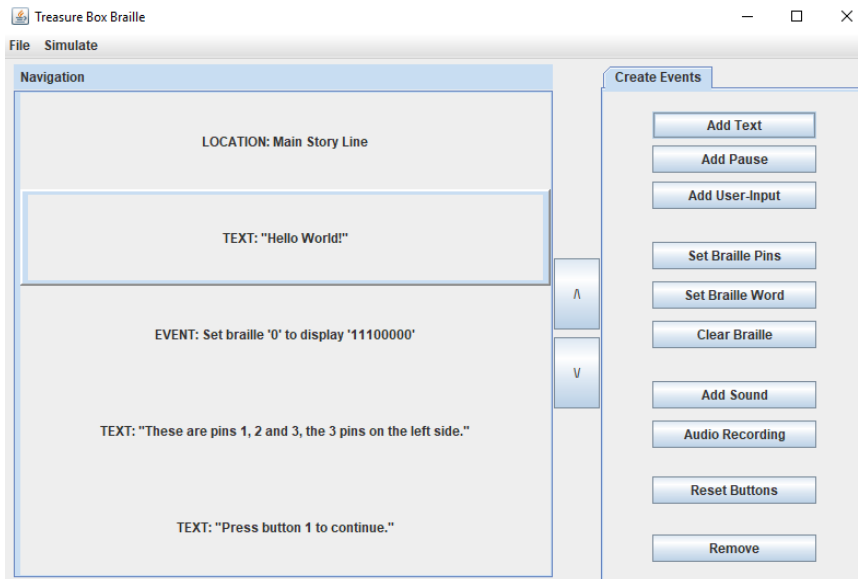 Treasure Box Braille
File Simulate
Navigation
LOCATION: Main Story Line
TEXT: "Hello World!"
EVENT: Set braille '0' to display '11100000'
TEXT: "These are pins 1, 2 and 3, the 3 pins on the left side."
TEXT: "Press button 1 to continue."
/\
\/
Create Events
Add Text
Add Pause
Add User-Input
Set Braille Pins
Set Braille Word
Clear Braille
Add Sound
Audio Recording
Reset Buttons
Remove